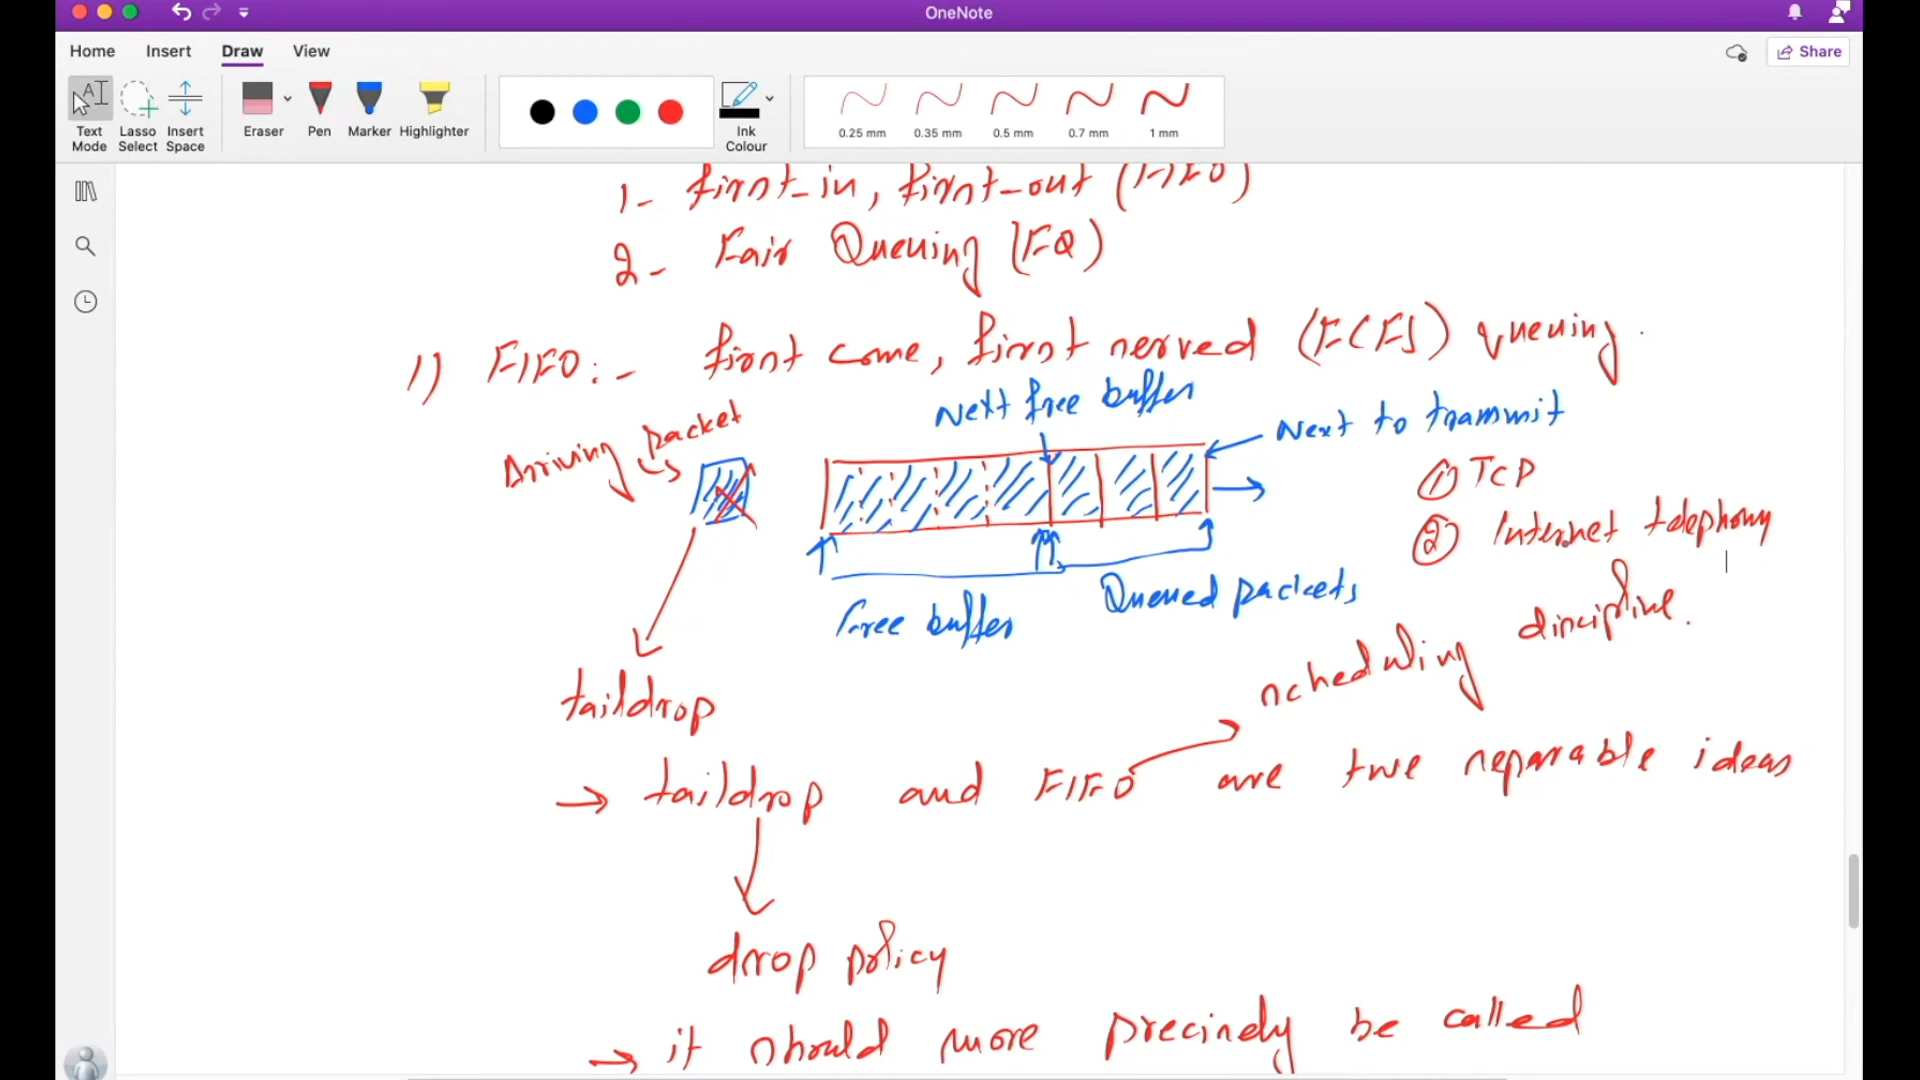 OneNote
Home Insert Draw View
Share
Text Mode
Lasso Select
Insert Space
Eraser
Pen
Marker
Highlighter
Ink Colour
0.25 mm 0.35 mm 0.5 mm 0.7 mm 1 mm
1- first-in, first-out (FIFO)
2- Fair Queuing (FQ)
1) FIFO:- first come, first served (FCFS) queuing.
Next free buffer
Arriving packet
Next to transmit
① TCP
② Internet telephony
Free buffer
Queued packets
taildrop
scheduling discipline.
→ taildrop and FIFO are two separable ideas
drop policy
→ it should more precisely be called